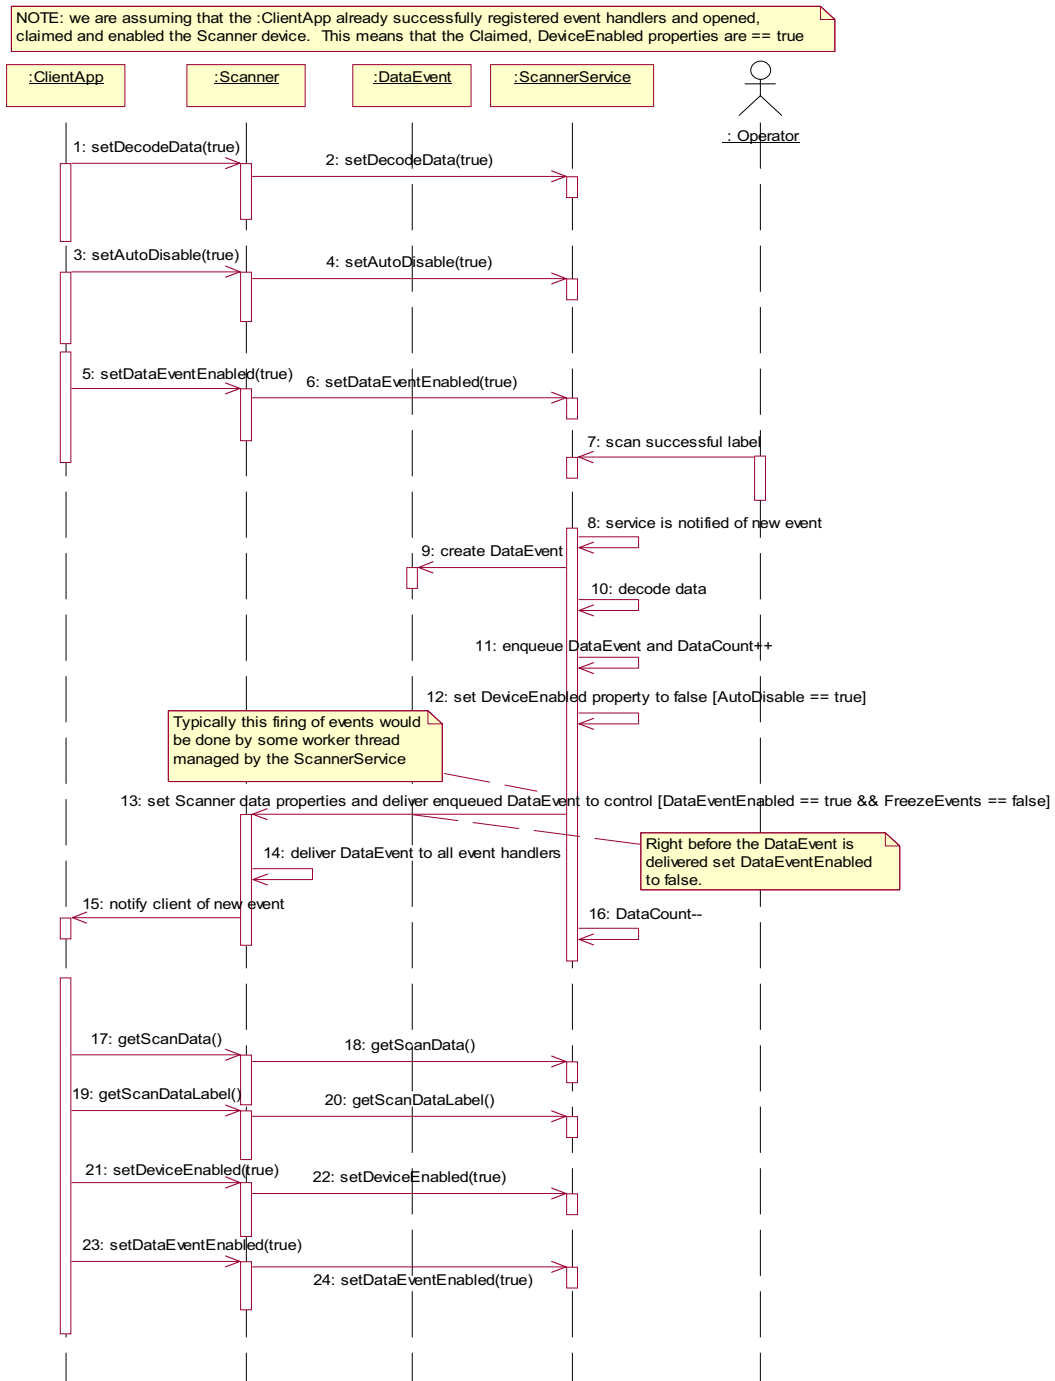 NOTE: we are assuming that the :ClientApp already successfully registered event handlers and opened,
claimed and enabled the Scanner device.  This means that the Claimed, DeviceEnabled properties are == true
:ClientApp
:Scanner
:DataEvent
:ScannerService
: Operator
1: setDecodeData(true)
2: setDecodeData(true)
3: setAutoDisable(true)
4: setAutoDisable(true)
5: setDataEventEnabled(true)
6: setDataEventEnabled(true)
7: scan successful label
8: service is notified of new event
9: create DataEvent
10: decode data
11: enqueue DataEvent and DataCount++
12: set DeviceEnabled property to false [AutoDisable == true]
Typically this firing of events would
be done by some worker thread
managed by the ScannerService
13: set Scanner data properties and deliver enqueued DataEvent to control [DataEventEnabled == true && FreezeEvents == false]
Right before the DataEvent is
delivered set DataEventEnabled
to false.
14: deliver DataEvent to all event handlers
15: notify client of new event
16: DataCount--
17: getScanData()
18: getScanData()
19: getScanDataLabel()
20: getScanDataLabel()
21: setDeviceEnabled(true)
22: setDeviceEnabled(true)
23: setDataEventEnabled(true)
24: setDataEventEnabled(true)